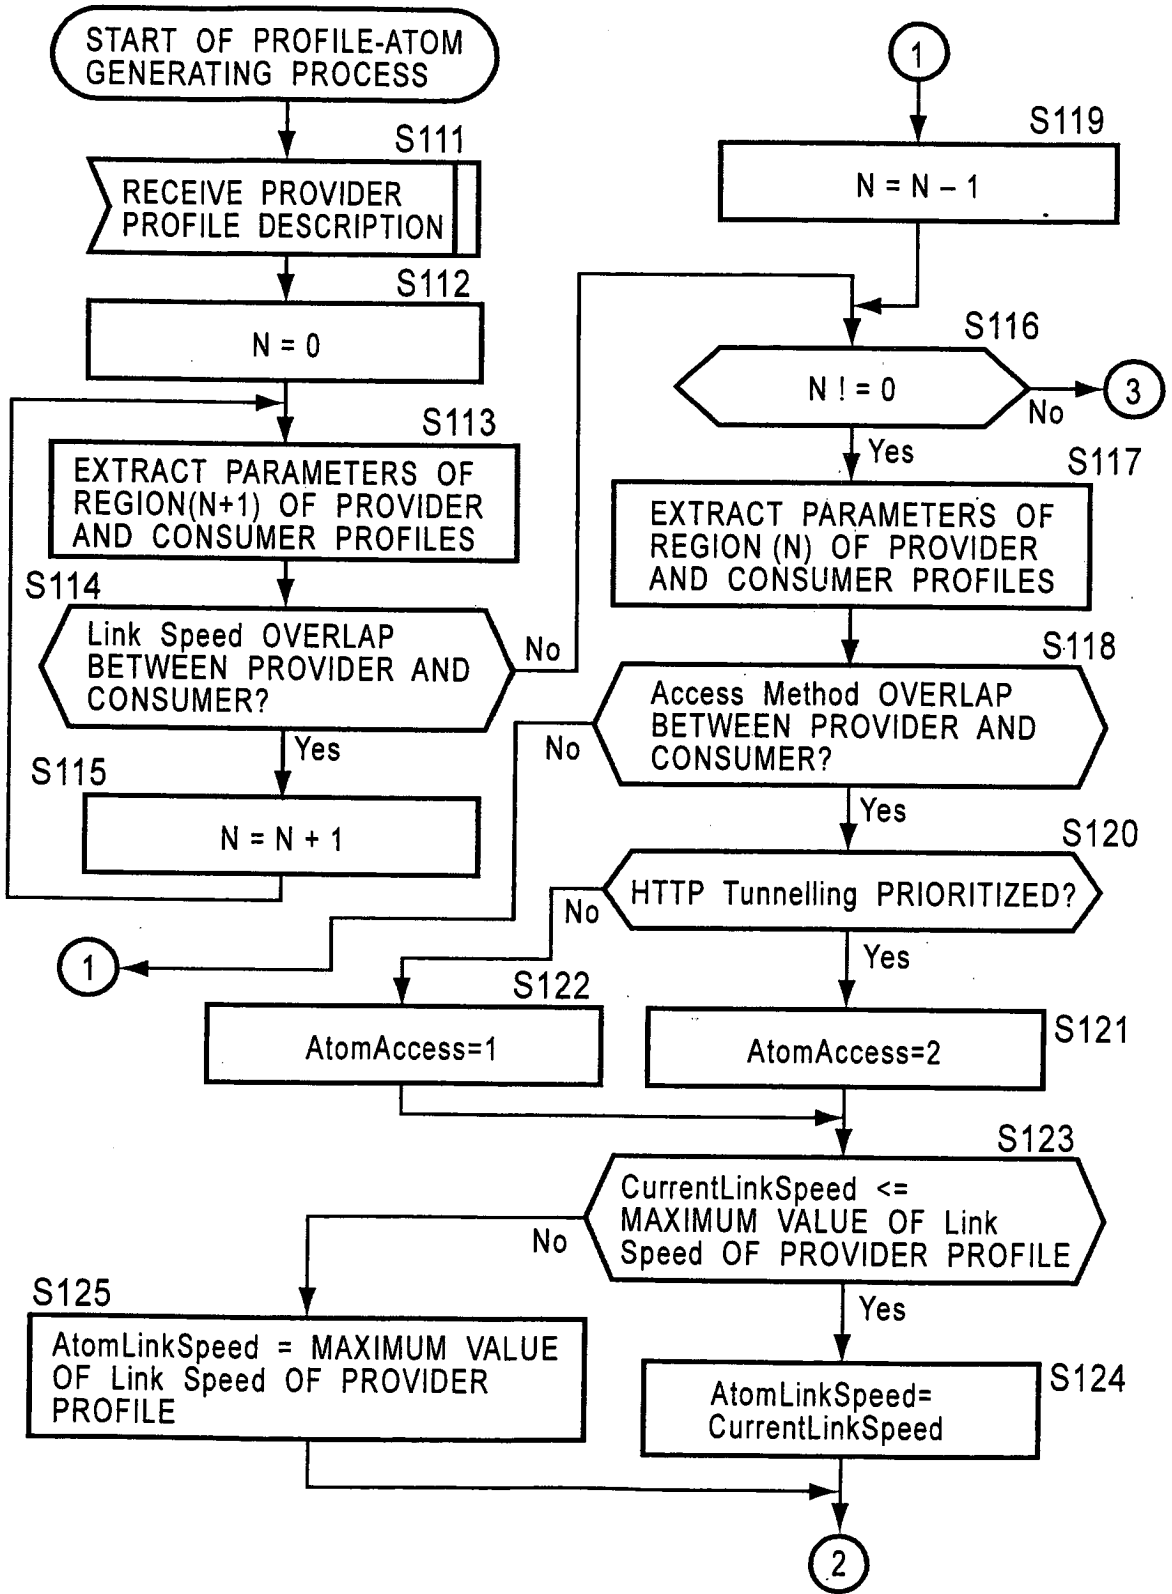 START OF PROFILE-ATOM
GENERATING PROCESS
S111
RECEIVE PROVIDER
PROFILE DESCRIPTION
S112
N = 0
S113
EXTRACT PARAMETERS OF
REGION(N+1) OF PROVIDER
AND CONSUMER PROFILES
S114
Link Speed OVERLAP
BETWEEN PROVIDER AND
CONSUMER?
No
Yes
S115
N = N + 1
1
1
S119
N = N – 1
S116
N ! = 0
No
3
Yes
S117
EXTRACT PARAMETERS OF
REGION (N) OF PROVIDER
AND CONSUMER PROFILES
S118
Access Method OVERLAP
BETWEEN PROVIDER AND
CONSUMER?
No
Yes
S120
HTTP Tunnelling PRIORITIZED?
No
Yes
S122
AtomAccess=1
S121
AtomAccess=2
S123
CurrentLinkSpeed <=
MAXIMUM VALUE OF Link
Speed OF PROVIDER PROFILE
No
Yes
S125
AtomLinkSpeed = MAXIMUM VALUE
OF Link Speed OF PROVIDER
PROFILE
S124
AtomLinkSpeed=
CurrentLinkSpeed
2